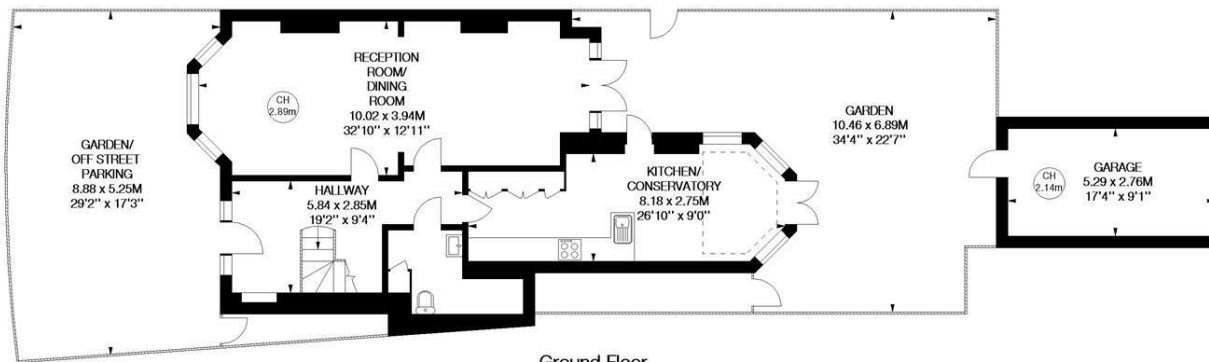 GARDEN/
OFF STREET
PARKING
8.88 x 5.25M
29'2'' x 17'3''
CH
2.89m
RECEPTION
ROOM/
DINING
ROOM
10.02 x 3.94M
32'10'' x 12'11''
HALLWAY
5.84 x 2.85M
19'2'' x 9'4''
KITCHEN/
CONSERVATORY
8.18 x 2.75M
26'10'' x 9'0''
GARDEN
10.46 x 6.89M
34'4'' x 22'7''
CH
2.14m
GARAGE
5.29 x 2.76M
17'4'' x 9'1''
Ground Floor